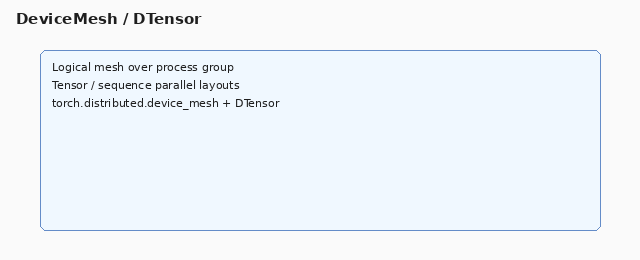 DeviceMesh / DTensor
Logical mesh over process group
Tensor / sequence parallel layouts
torch.distributed.device_mesh + DTensor